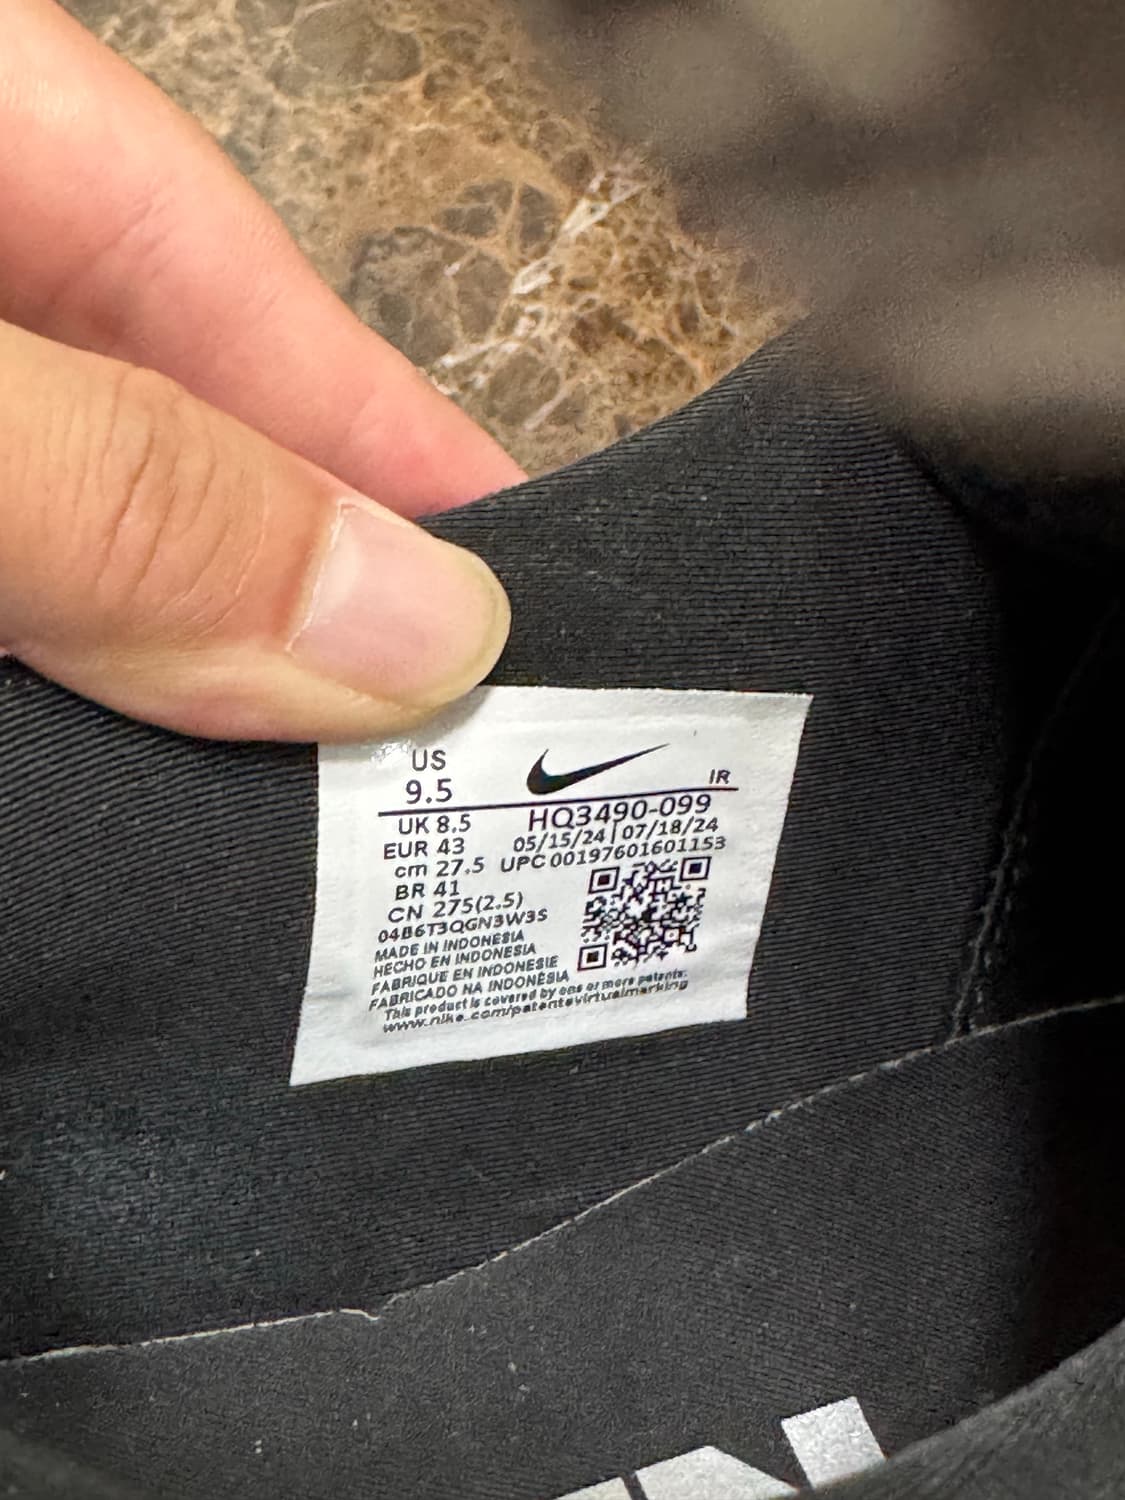 US
9.5
IR
UK 8.5
EUR 43
cm 27.5
BR 41
CN 275(2.5)
HQ3490-099
05/15/24 | 07/18/24
UPC 00197601601153
04B6T3QGN3W3S
MADE IN INDONESIA
HECHO EN INDONESIA
FABRIQUE EN INDONESIE
FABRICADO NA INDONÉSIA
This product is covered by one or more patents:
www.nike.com/patentsvirtualmarking